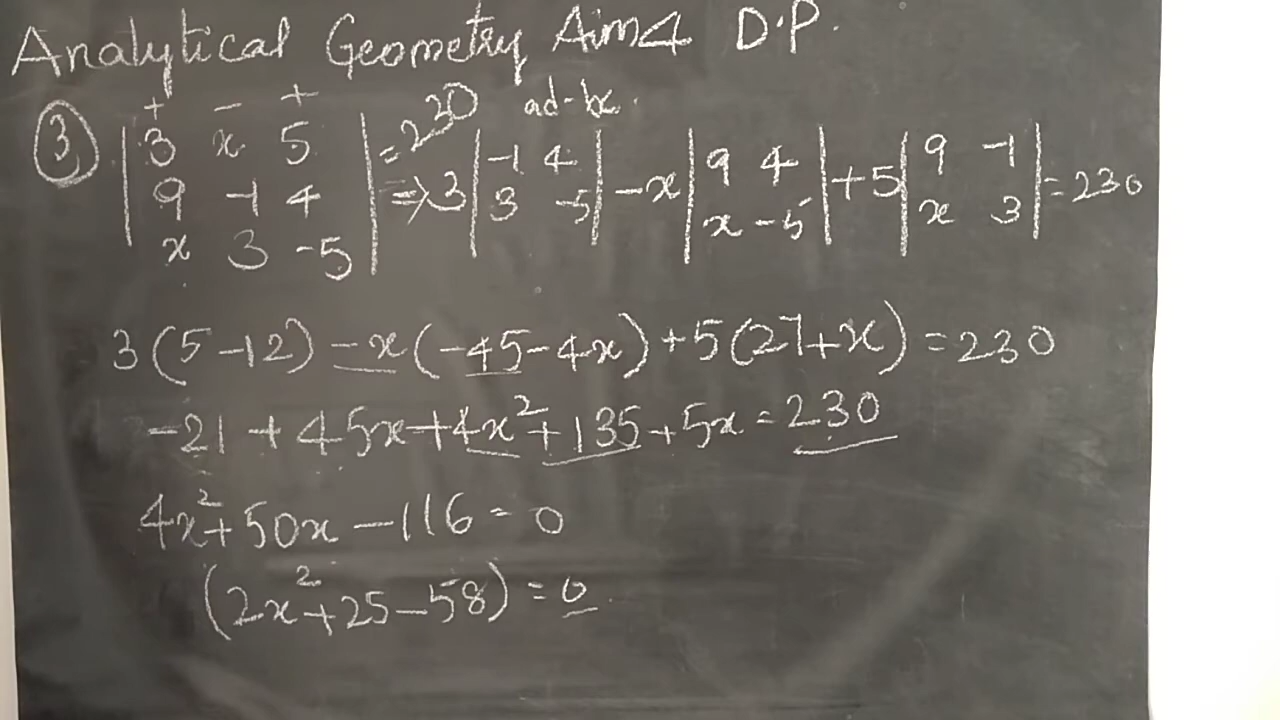 Analytical Geometry Aim4 D.P.
+ - +
③ | 3 x 5 | = 230 ad-bc.
| 9 -1 4 | => 3 | -1 4 | - x | 9 4 | + 5 | 9 -1 | = 230
| x 3 -5 | | 3 -5 | | x -5 | | x 3 |
3(5-12) - x(-45-4x) + 5(27+x) = 230
-21 + 45x + 4x² + 135 + 5x = 230
4x² + 50x - 116 = 0
(2x² + 25 - 58) = 0